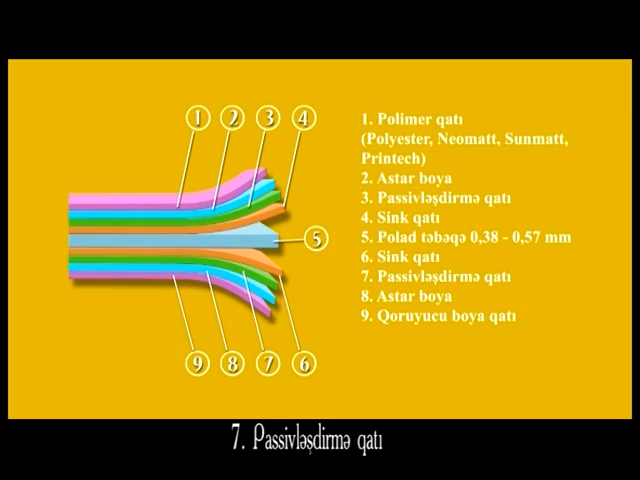 1 2 3 4
1. Polimer qatı
(Polyester, Neomatt, Sunmatt,
Printech)
2. Astar boya
3. Passivləşdirmə qatı
4. Sink qatı
5. Polad təbəqə 0,38 - 0,57 mm
6. Sink qatı
7. Passivləşdirmə qatı
8. Astar boya
9. Qoruyucu boya qatı
5
9 8 7 6
7. Passivləşdirmə qatı